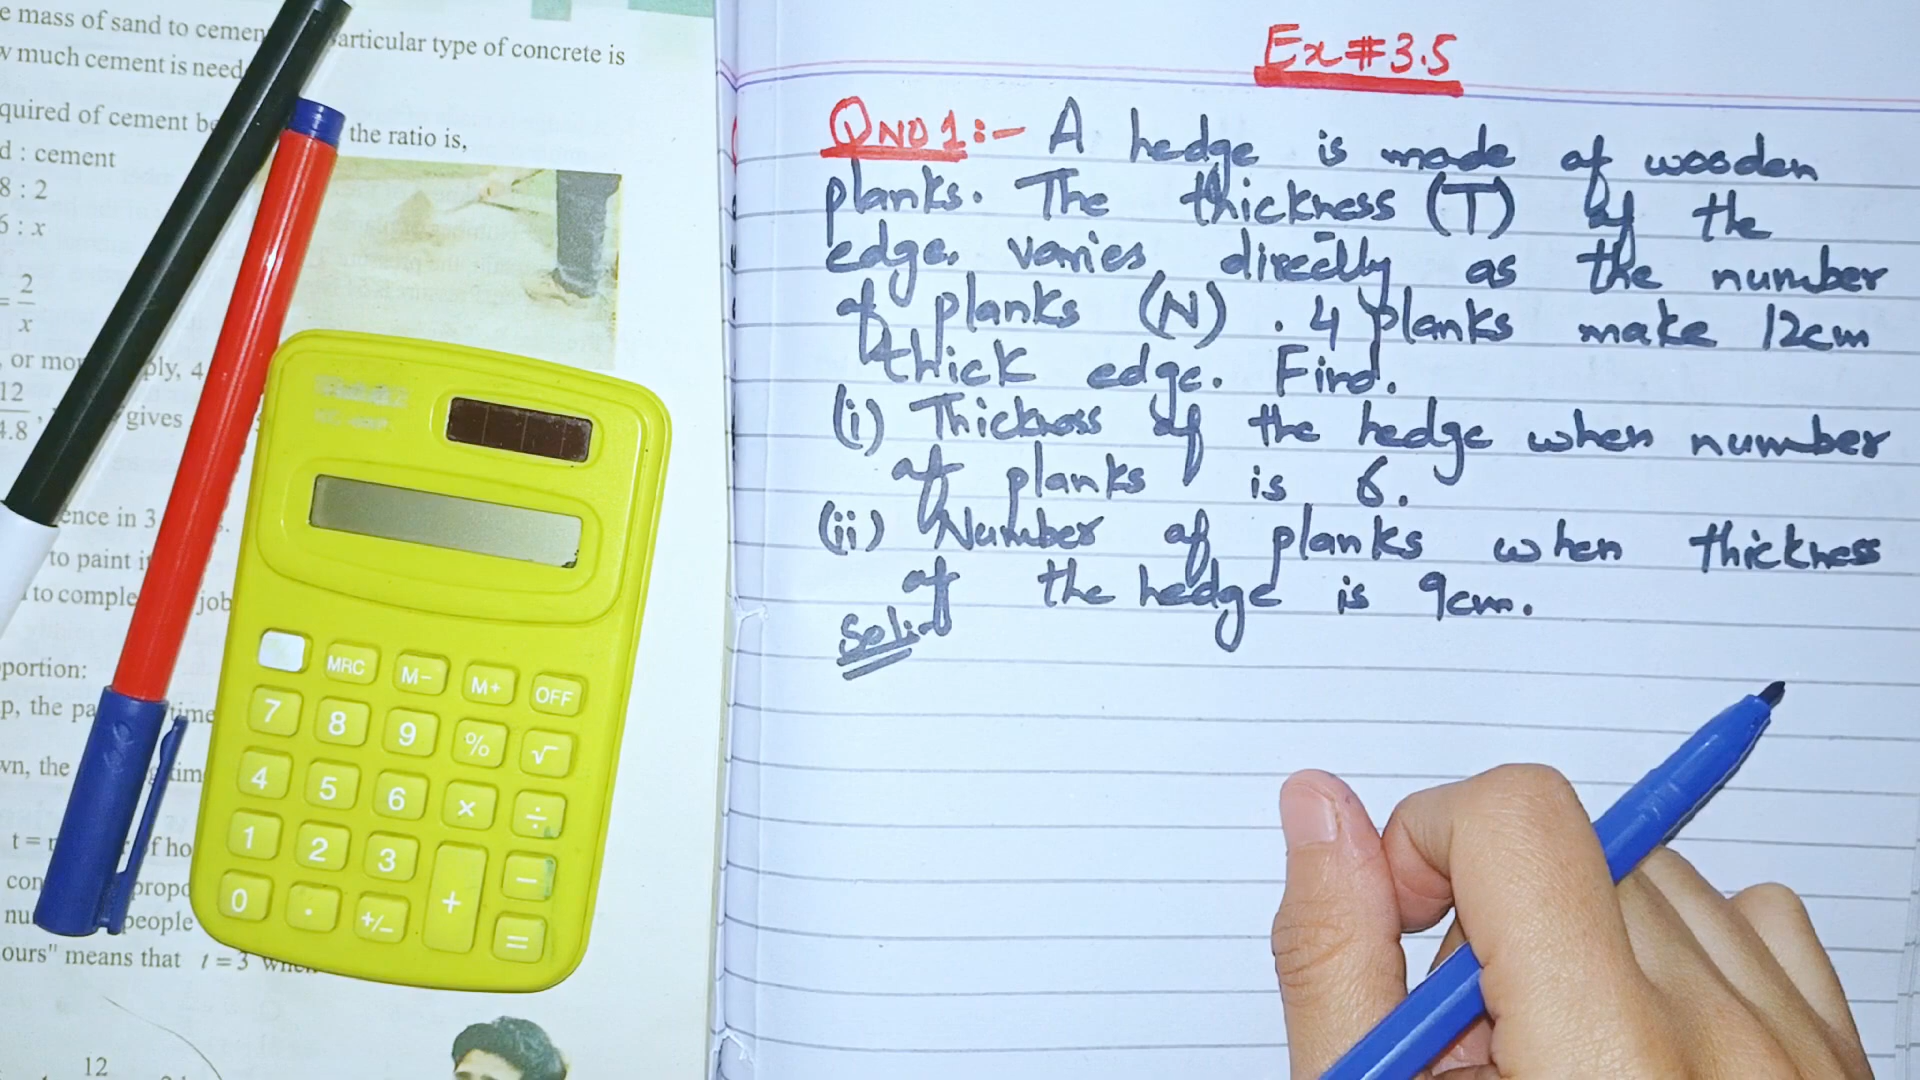 e mass of sand to cemen articular type of concrete is
w much cement is need
quired of cement be the ratio is,
d : cement
8 : 2
6 : x
= 2/x
, or mo ply, 4
12
4.8 , gives
ence in 3 s.
to paint i
to comple job
portion:
p, the pa time
wn, the g time
t = n of ho
con propo
nu people
ours" means that t = 3 when
12
MRC M- M+ OFF
7 8 9 % √
4 5 6 × ÷
1 2 3 + −
0 . +/− =
Ex#3.5
QNO1:- A hedge is made of wooden
planks. The thickness (T) of the
edge. varies directly as the number
of planks (N) . 4 planks make 12cm
thick edge. Find.
(i) Thickness of the hedge when number
of planks is 6.
(ii) Number of planks when thickness
of the hedge is 9cm.
Sol:-